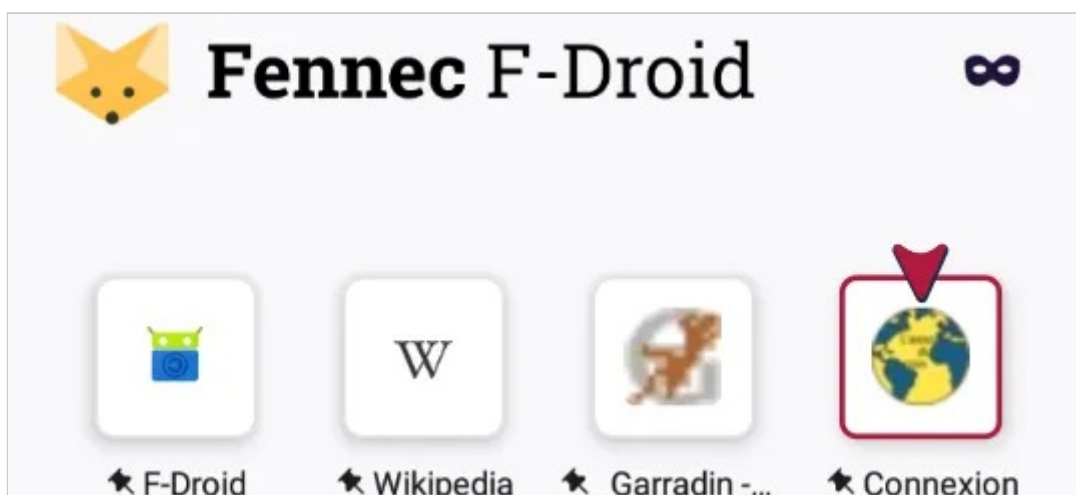 Fennec F-Droid
W
F-Droid
Wikipedia
Garradin -...
Connexion